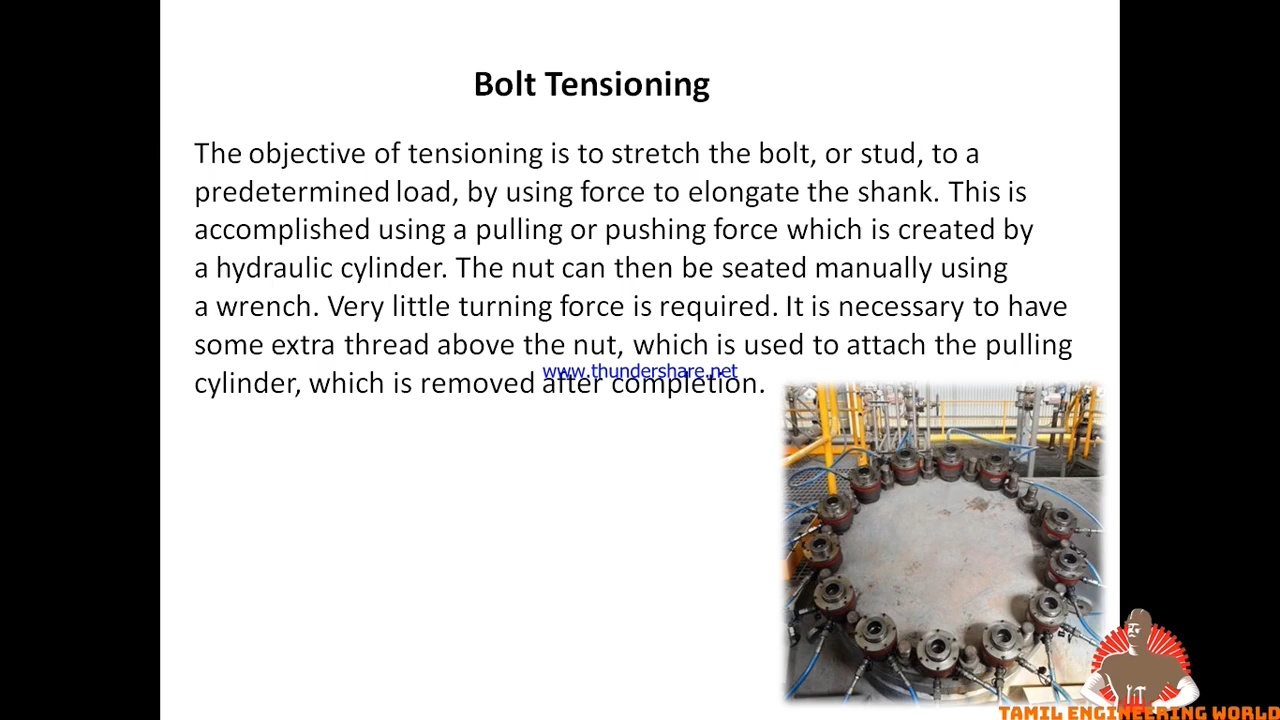 Bolt Tensioning
The objective of tensioning is to stretch the bolt, or stud, to a
predetermined load, by using force to elongate the shank. This is
accomplished using a pulling or pushing force which is created by
a hydraulic cylinder. The nut can then be seated manually using
a wrench. Very little turning force is required. It is necessary to have
some extra thread above the nut, which is used to attach the pulling
www.thundershare.net
cylinder, which is removed after completion.
TAMIL ENGINEERING WORLD